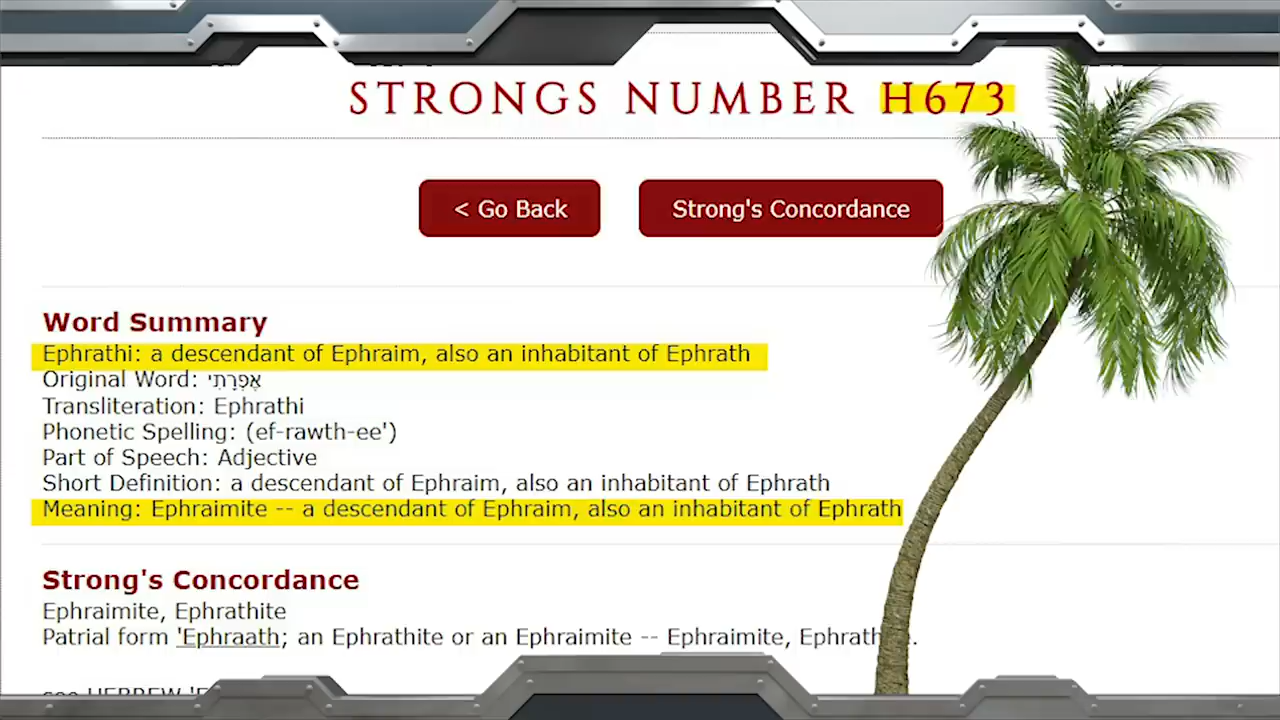 STRONGS NUMBER H673
< Go Back
Strong's Concordance
Word Summary
Ephrathi: a descendant of Ephraim, also an inhabitant of Ephrath
Original Word: אֶפְרָתִי
Transliteration: Ephrathi
Phonetic Spelling: (ef-rawth-ee')
Part of Speech: Adjective
Short Definition: a descendant of Ephraim, also an inhabitant of Ephrath
Meaning: Ephraimite -- a descendant of Ephraim, also an inhabitant of Ephrath
Strong's Concordance
Ephraimite, Ephrathite
Patrial form 'Ephraath; an Ephrathite or an Ephraimite -- Ephraimite,
see HEBREW